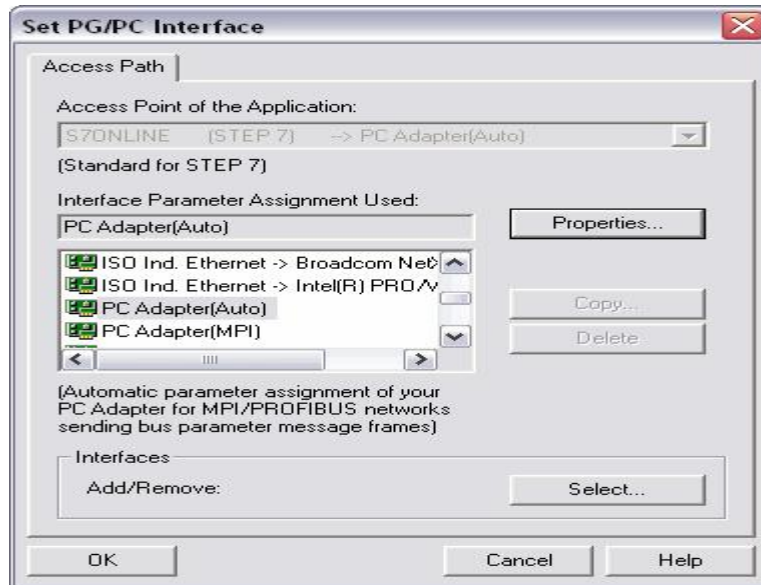 Set PG/PC Interface
Access Path
Access Point of the Application:
S7ONLINE (STEP 7) --> PC Adapter(Auto)
(Standard for STEP 7)
Interface Parameter Assignment Used:
PC Adapter(Auto)
Properties...
ISO Ind. Ethernet -> Broadcom Net
ISO Ind. Ethernet -> Intel(R) PRO/V
PC Adapter(Auto)
PC Adapter(MPI)
Copy...
Delete
(Automatic parameter assignment of your
PC Adapter for MPI/PROFIBUS networks
sending bus parameter message frames)
Interfaces
Add/Remove:
Select...
OK
Cancel
Help